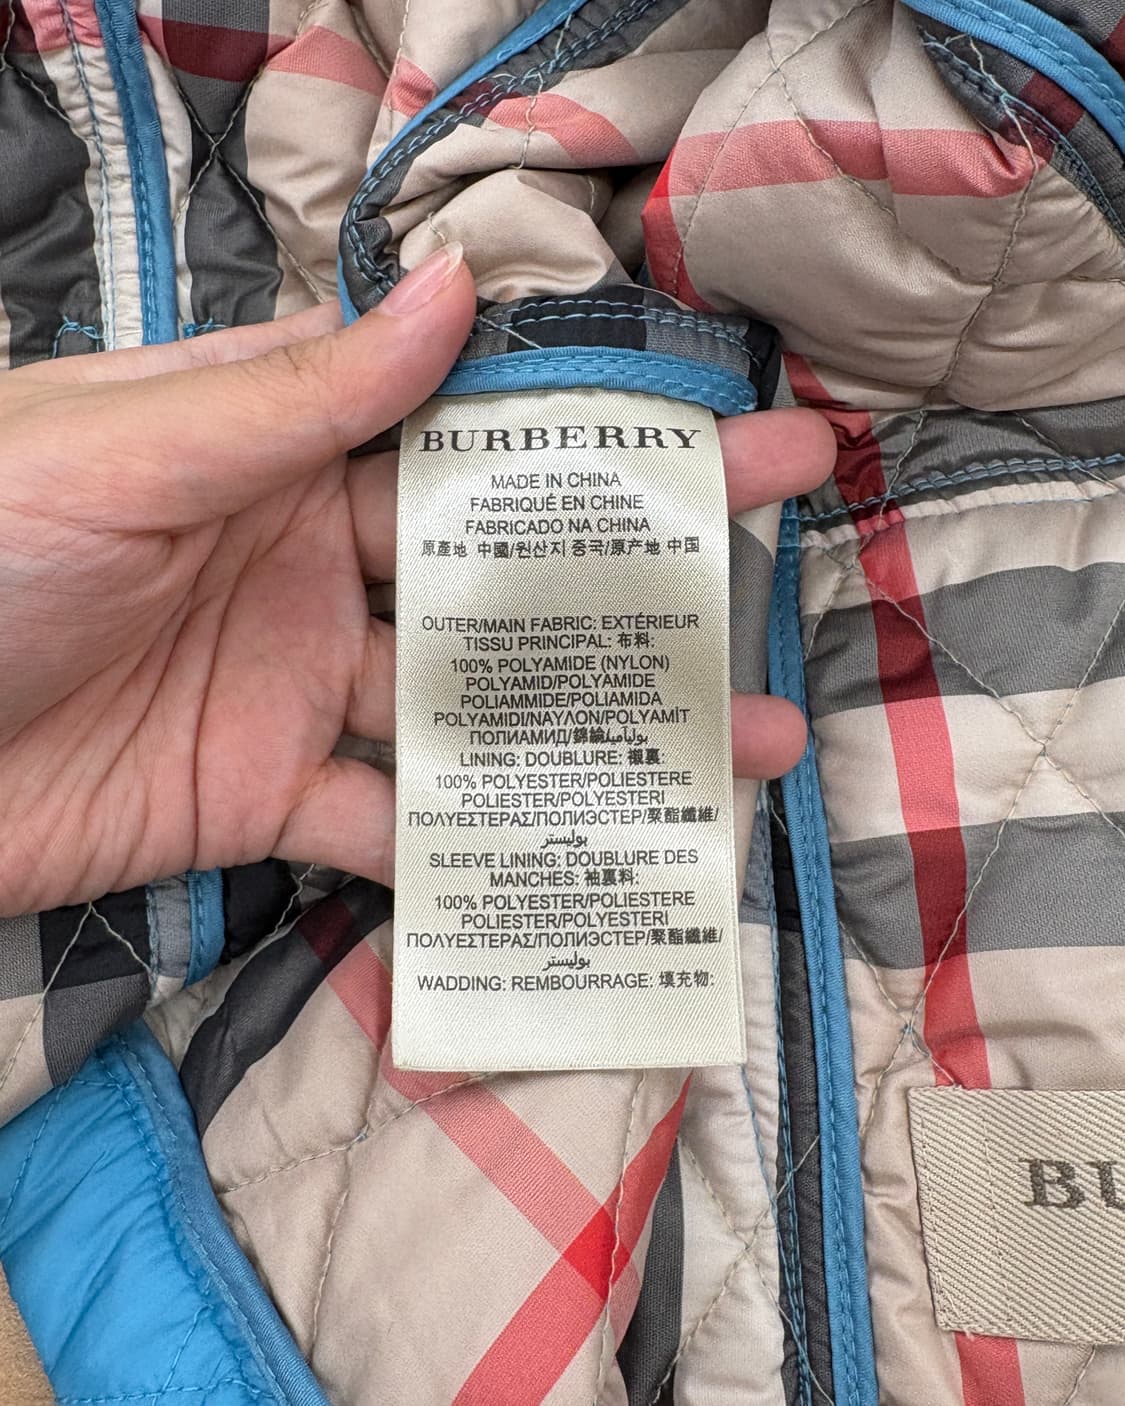 BURBERRY
MADE IN CHINA
FABRIQUÉ EN CHINE
FABRICADO NA CHINA
原產地 中國/원산지 중국/原产地 中国
OUTER/MAIN FABRIC: EXTÉRIEUR
TISSU PRINCIPAL: 布料:
100% POLYAMIDE (NYLON)
POLYAMID/POLYAMIDE
POLIAMMIDE/POLIAMIDA
POLYAMIDI/ΝΑΥΛΟΝ/POLYAMİT
ПОЛИАМИД/錦綸/بولياميد
LINING: DOUBLURE: 襯裏:
100% POLYESTER/POLIESTERE
POLIESTER/POLYESTERI
ΠΟΛΥΕΣΤΕΡΑΣ/ПОЛИЭСТЕР/聚酯纖維/
بوليستر
SLEEVE LINING: DOUBLURE DES
MANCHES: 袖裏料:
100% POLYESTER/POLIESTERE
POLIESTER/POLYESTERI
ΠΟΛΥΕΣΤΕΡΑΣ/ПОЛИЭСТЕР/聚酯纖維/
بوليستر
WADDING: REMBOURRAGE: 填充物:
BU